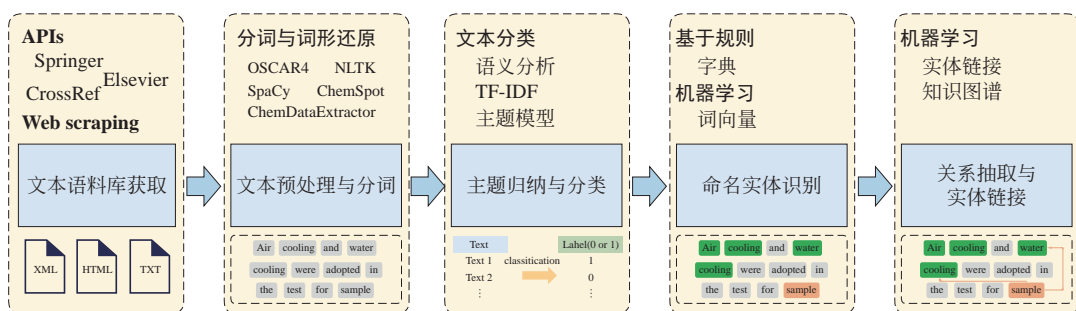 APIs
Springer
Elsevier
CrossRef
Web scraping
文本语料库获取
XML HTML TXT
分词与词形还原
OSCAR4 NLTK
SpaCy ChemSpot
ChemDataExtractor
文本预处理与分词
Air cooling and water
cooling were adopted in
the test for sample
文本分类
语义分析
TF-IDF
主题模型
主题归纳与分类
Text Lahel(0 or 1)
Text 1 classitication 1
Text 2 0
⋮ ⋮
基于规则
字典
机器学习
词向量
命名实体识别
Air cooling and water
cooling were adopted in
the test for sample
机器学习
实体链接
知识图谱
关系抽取与
实体链接
Air cooling and water
cooling were adopted in
the test for sample